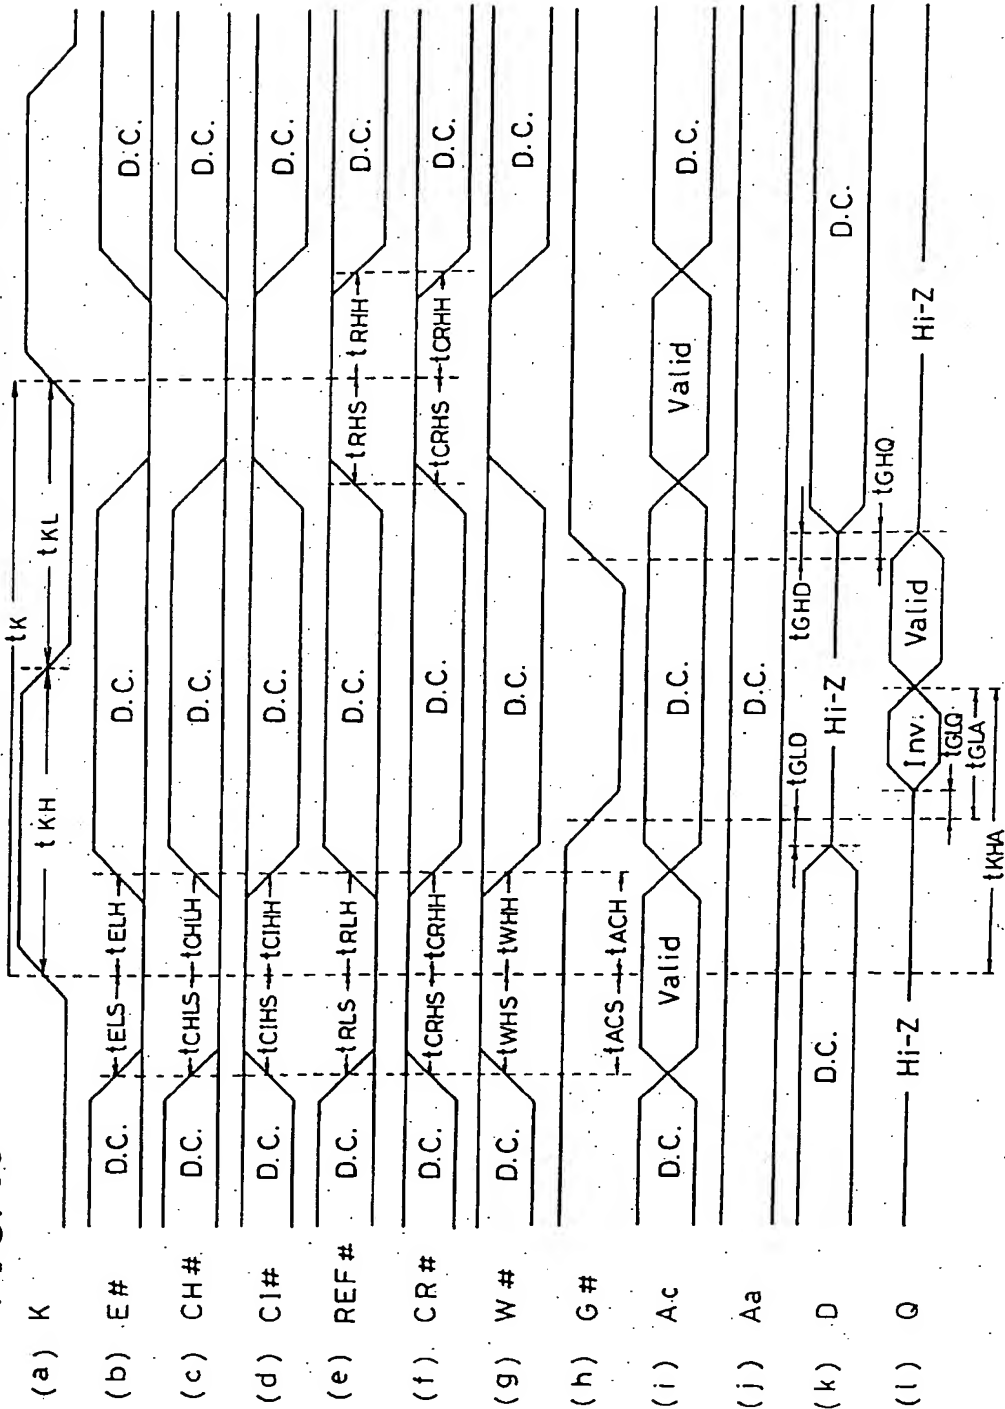 tK
(a) K tKH tKL
(b) E# D.C. tELS tELH D.C. D.C.
(c) CH# D.C. tCHLS tCHLH D.C. D.C.
(d) CI# D.C. tCIHS tCIHH D.C. D.C.
(e) REF# D.C. tRLS tRLH D.C. tRHS tRHH D.C.
(f) CR# D.C. tCRHS tCRHH D.C. tCRHS tCRHH D.C.
(g) W# D.C. tWHS tWHH D.C. D.C.
(h) G#
tACS tACH
(i) Ac D.C. Valid D.C. Valid D.C.
(j) Aa D.C.
tGLD tGHD
(k) D D.C. Hi-Z D.C.
tGHQ
(l) Q Hi-Z Inv. Valid Hi-Z
tGLQ
tGLA
tKHA